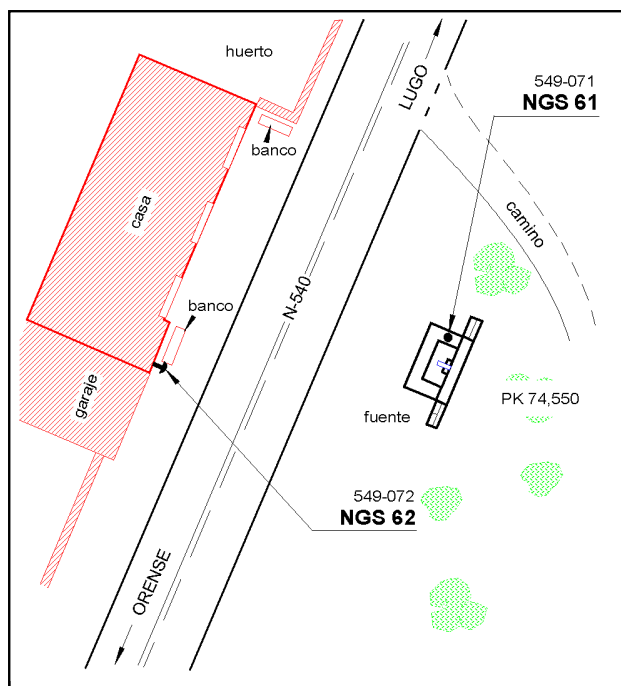 huerto
LUGO
549-071
NGS 61
banco
camino
casa
N-540
banco
garaje
fuente
PK 74,550
549-072
NGS 62
ORENSE